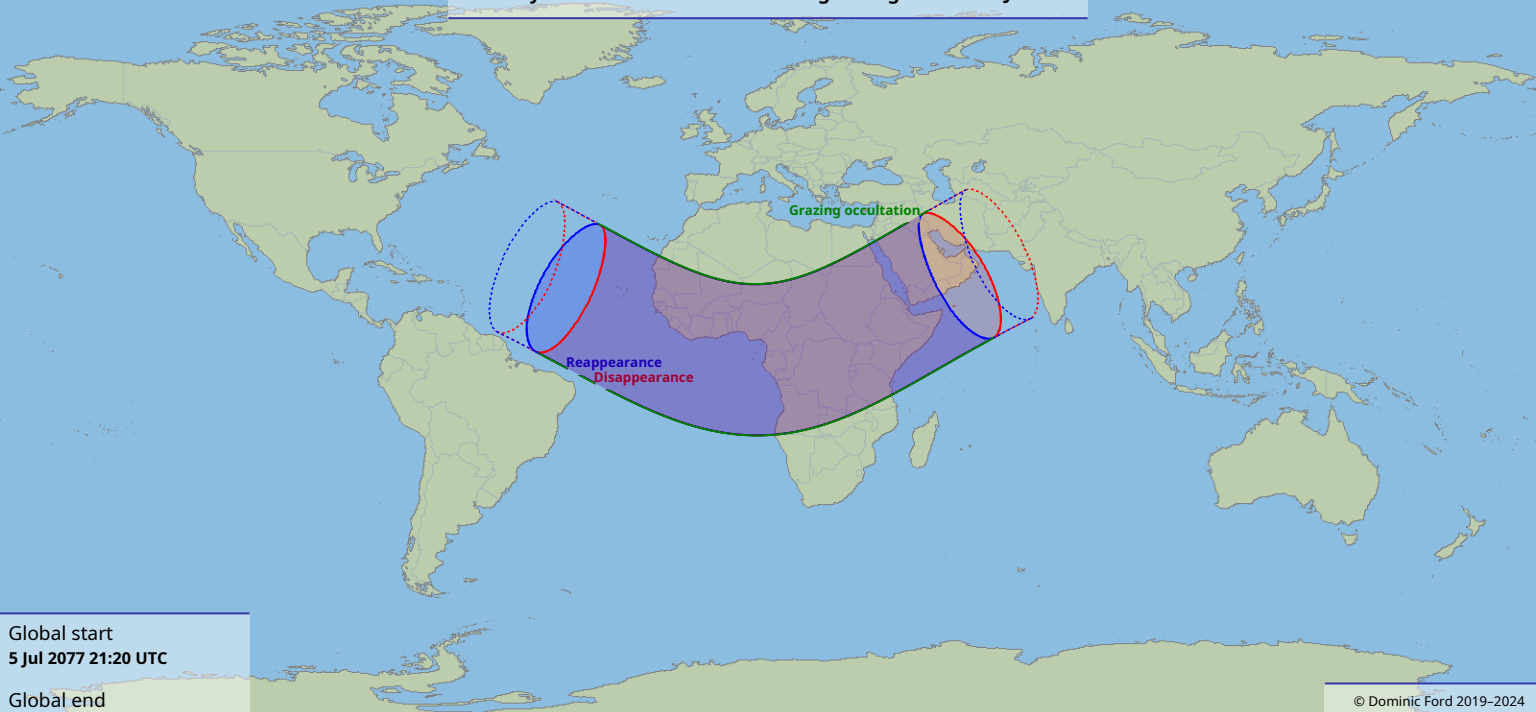 Grazing occultation
Reappearance
Disappearance
Global start
5 Jul 2077 21:20 UTC
Global end
© Dominic Ford 2019–2024